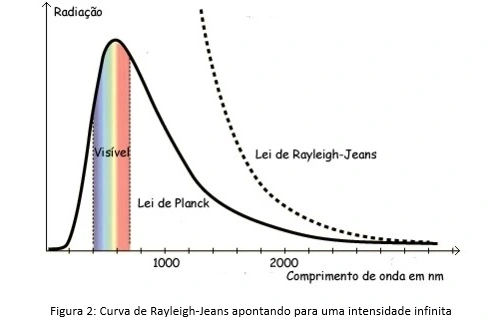 Radiação
Visível
Lei de Rayleigh-Jeans
Lei de Planck
1000
2000
Comprimento de onda em nm
Figura 2: Curva de Rayleigh-Jeans apontando para uma intensidade infinita